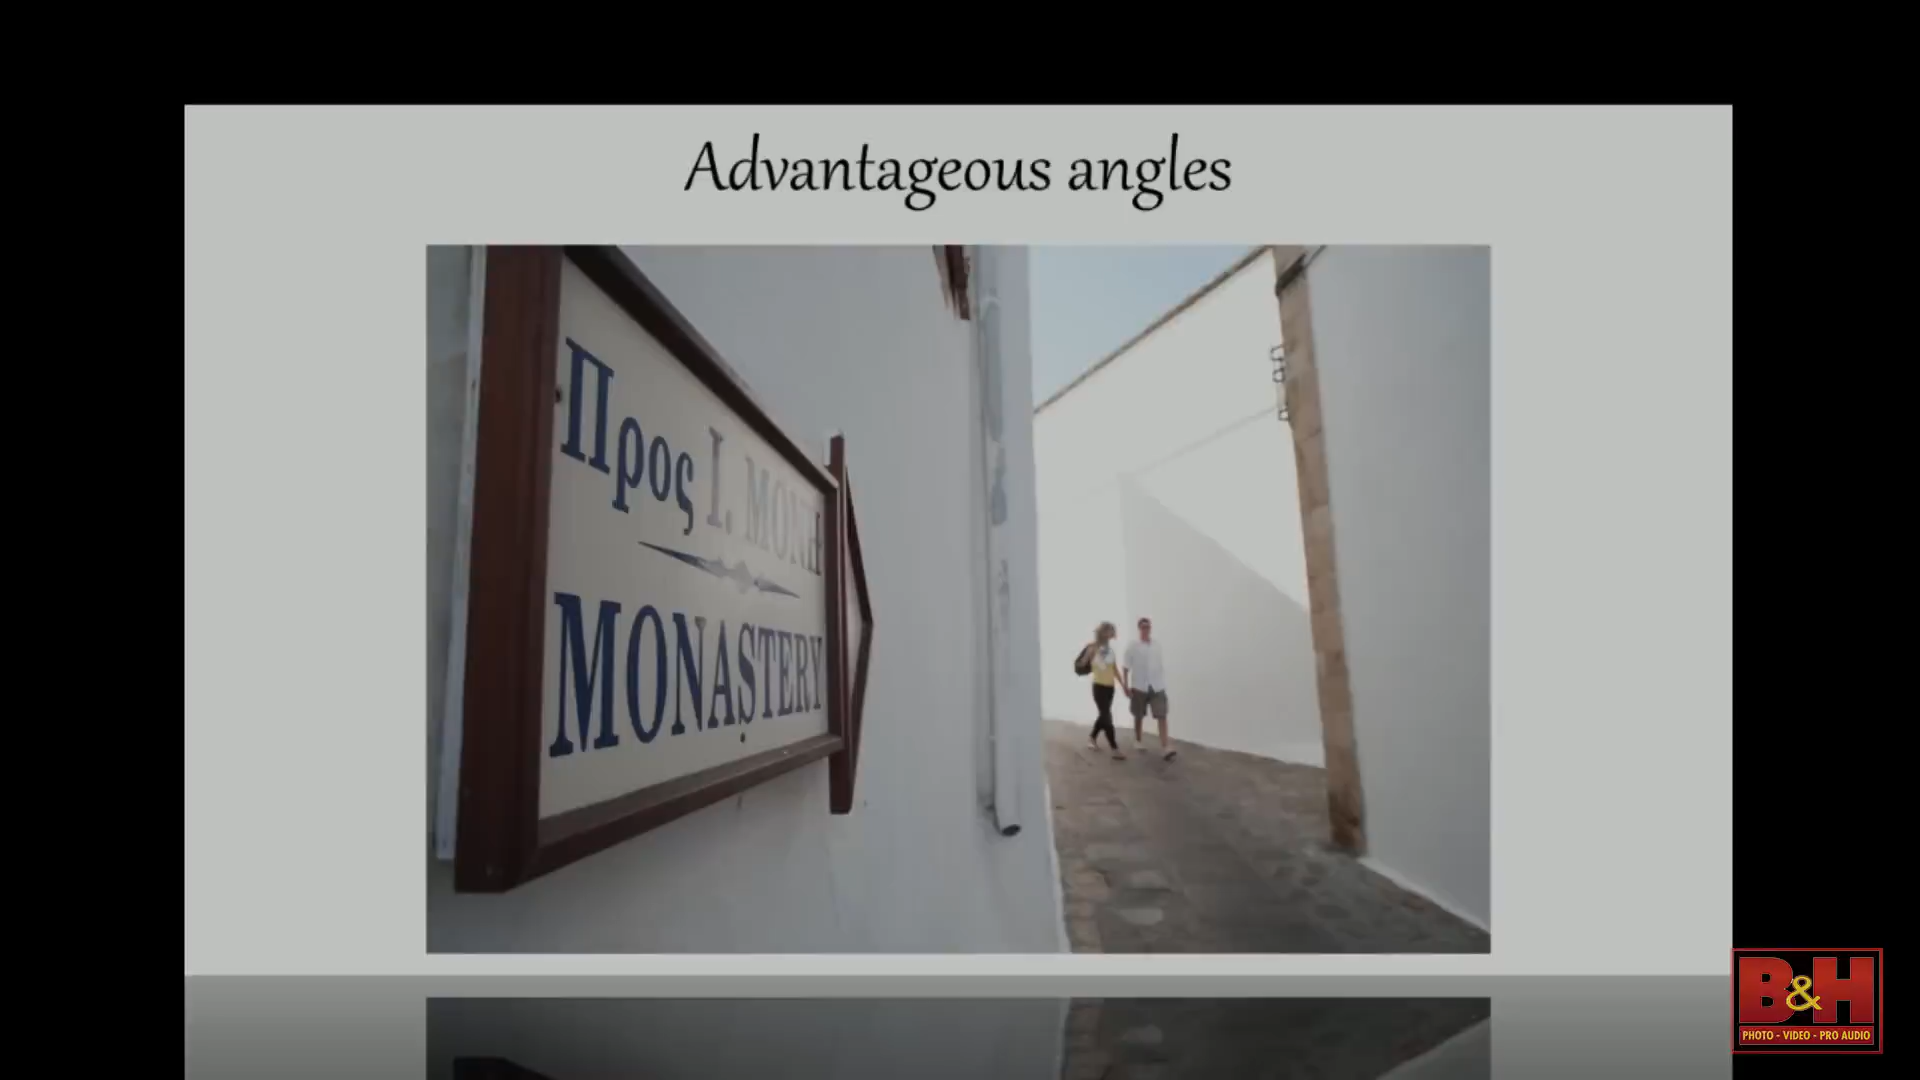 Advantageous angles
Προς Ι. ΜΟΝΗ
MONASTERY
B&H
PHOTO - VIDEO - PRO AUDIO